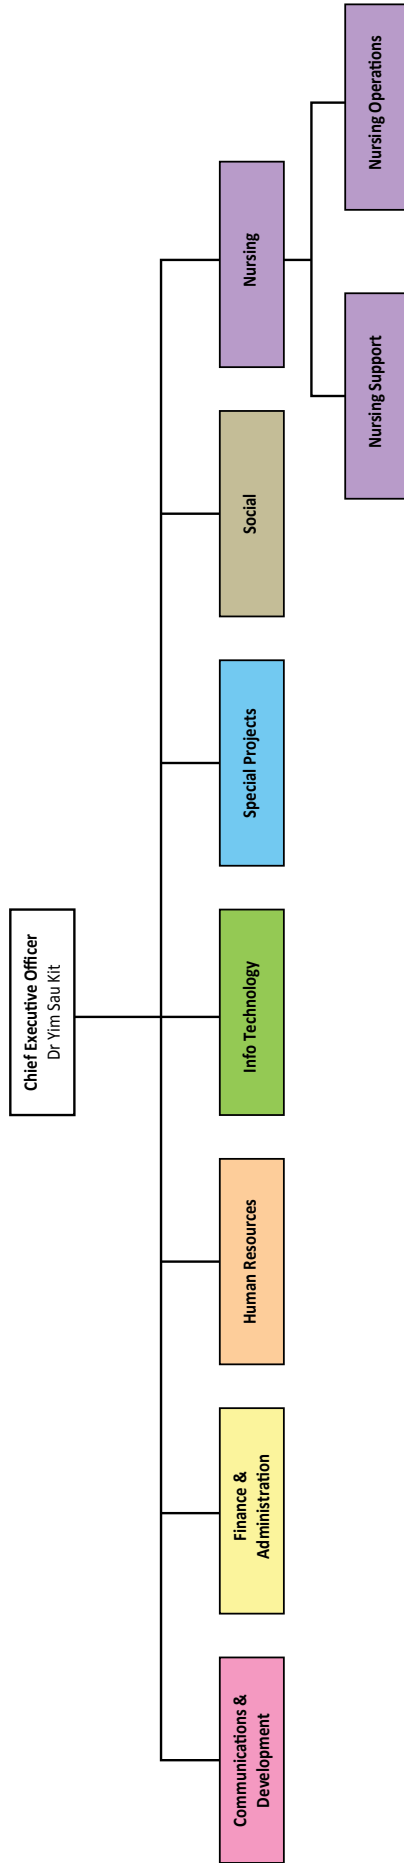 Chief Executive Officer
Dr Yim Sau Kit
Communications &
Development
Finance &
Administration
Human Resources
Info Technology
Special Projects
Social
Nursing
Nursing Support
Nursing Operations